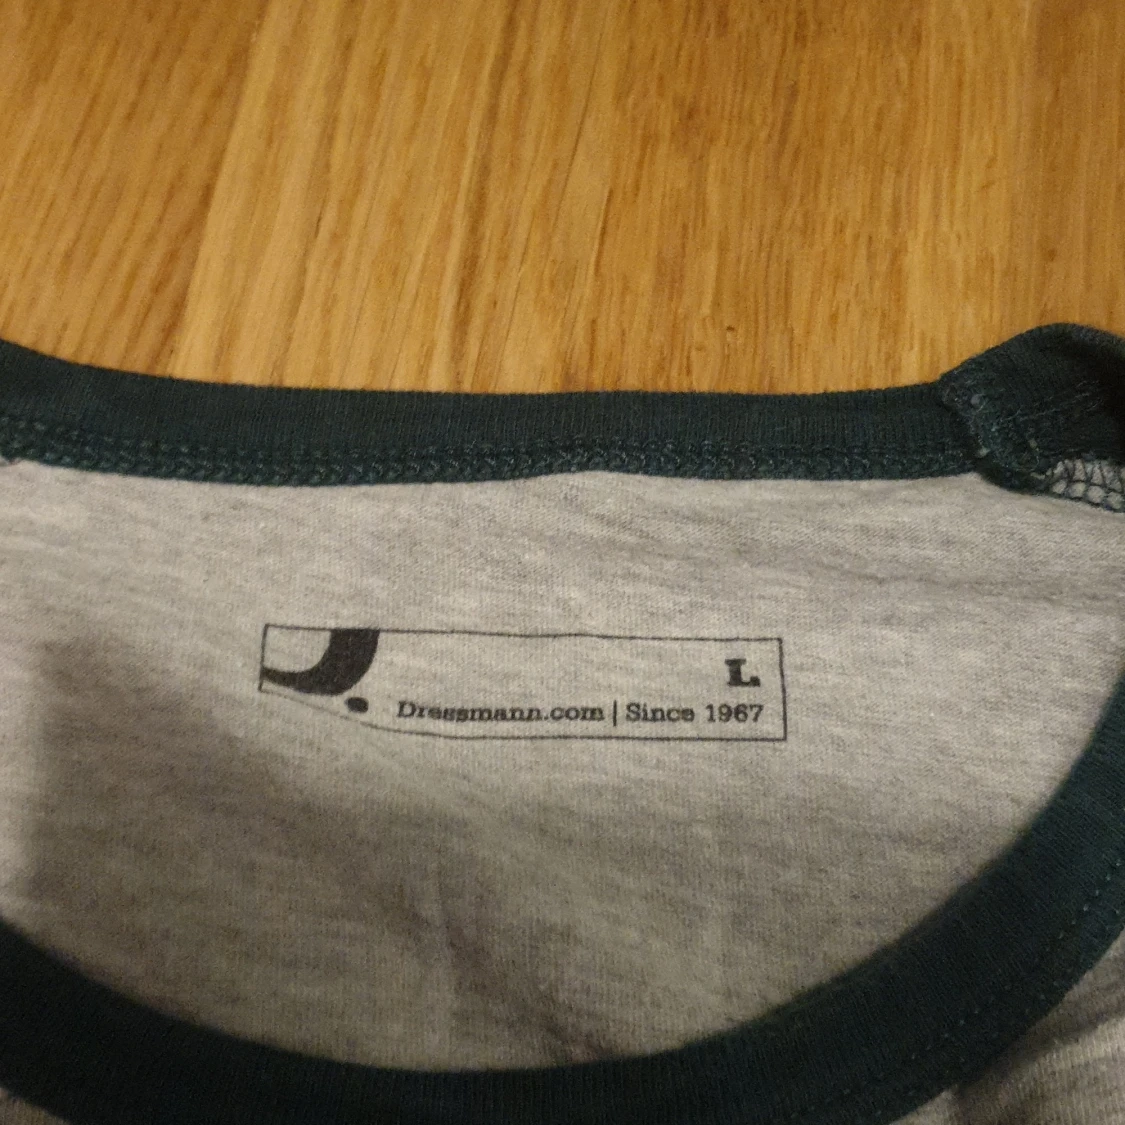 L.
Dressmann.com | Since 1967